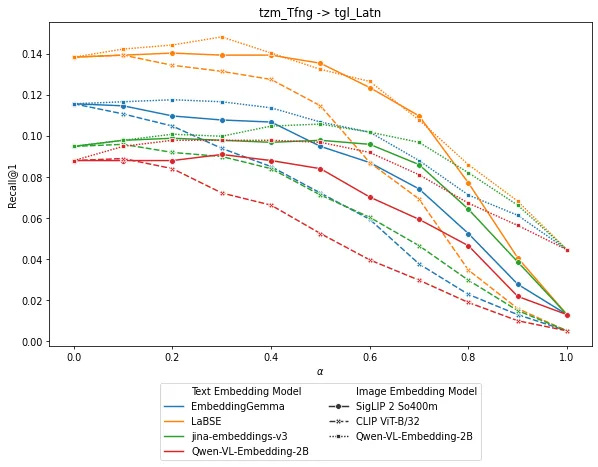 tzm_Tfng -> tgl_Latn
Recall@1
0.14
0.12
0.10
0.08
0.06
0.04
0.02
0.00
0.0 0.2 0.4 0.6 0.8 1.0
α
Text Embedding Model
EmbeddingGemma
LaBSE
jina-embeddings-v3
Qwen-VL-Embedding-2B
Image Embedding Model
SigLIP 2 So400m
CLIP ViT-B/32
Qwen-VL-Embedding-2B